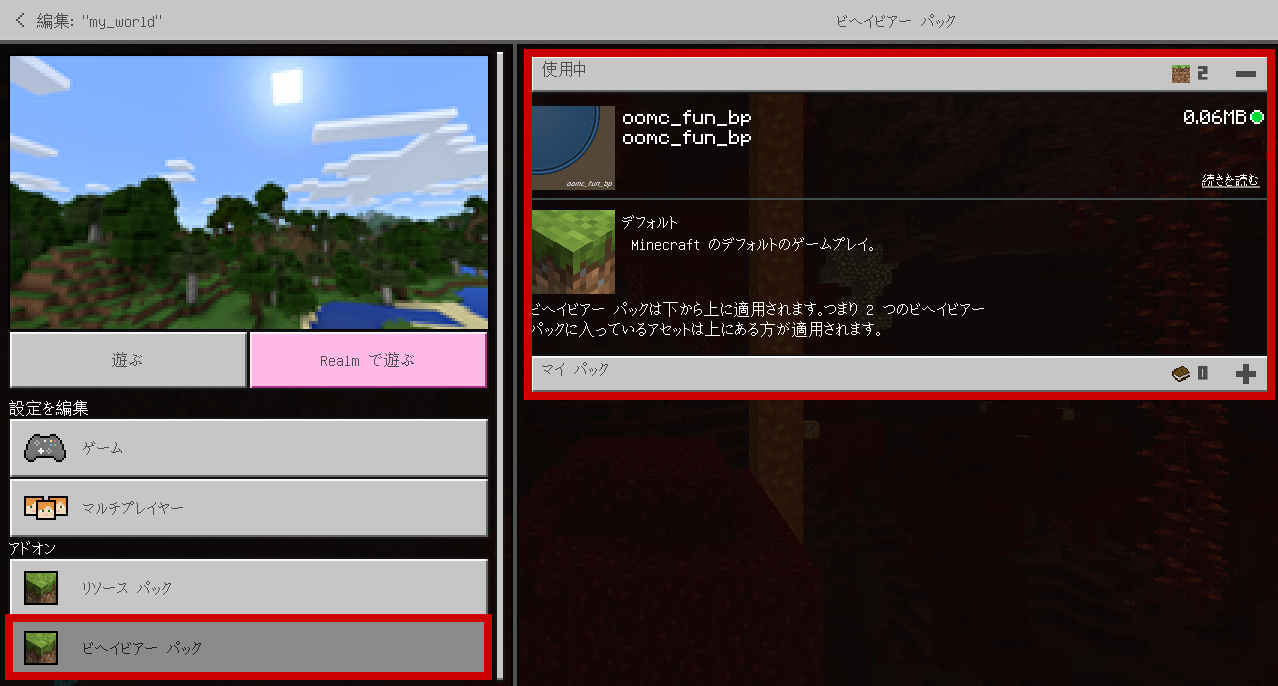 編集: "my_world"
ビヘイビアー パック
遊ぶ
Realm で遊ぶ
設定を編集
ゲーム
マルチプレイヤー
アドオン
リソース パック
ビヘイビアー パック
使用中
2
oomc_fun_bp
oomc_fun_bp
0.06MB
oomc_fun_bp
続きを読む
デフォルト
Minecraft のデフォルトのゲームプレイ。
ビヘイビアー パックは下から上に適用されます。つまり 2 つのビヘイビアー
パックに入っているアセットは上にある方が適用されます。
マイ パック
0